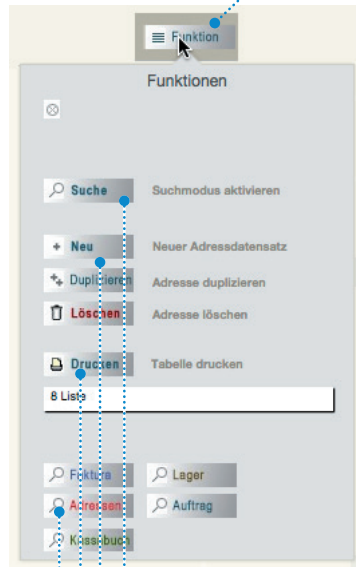 Funktion
Funktionen
Suche Suchmodus aktivieren
Neu Neuer Adressdatensatz
Duplizieren Adresse duplizieren
Löschen Adresse löschen
Drucken Tabelle drucken
8 Liste
Faktura Lager
Adressen Auftrag
Kassabuch